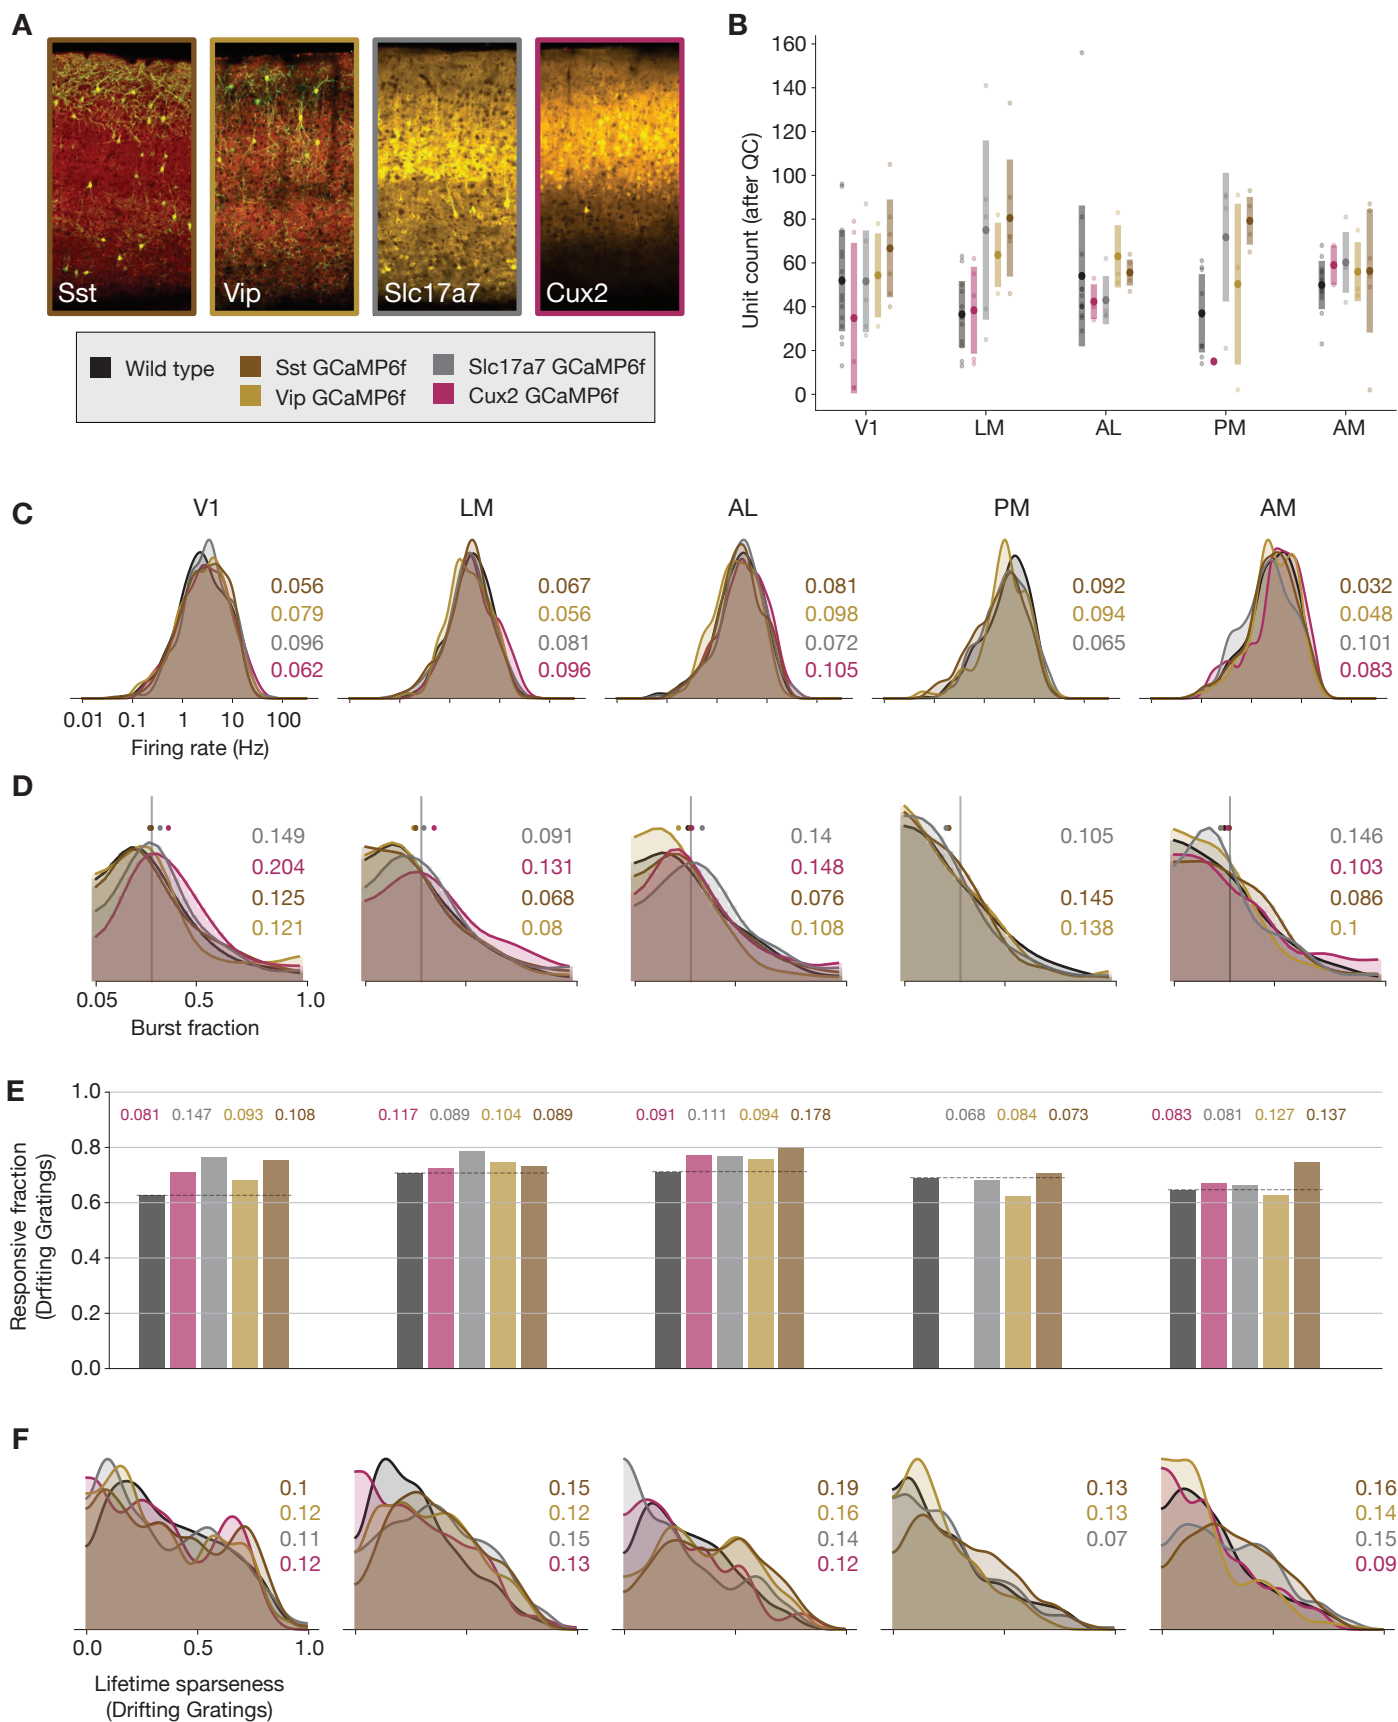 A
Sst
Vip
Slc17a7
Cux2
Wild type
Sst GCaMP6f
Slc17a7 GCaMP6f
Vip GCaMP6f
Cux2 GCaMP6f
B
Unit count (after QC)
160
140
120
100
80
60
40
20
0
V1 LM AL PM AM
C
V1 LM AL PM AM
0.056
0.079
0.096
0.062
0.067
0.056
0.081
0.096
0.081
0.098
0.072
0.105
0.092
0.094
0.065
0.032
0.048
0.101
0.083
0.01 0.1 1 10 100
Firing rate (Hz)
D
0.149
0.204
0.125
0.121
0.091
0.131
0.068
0.08
0.14
0.148
0.076
0.108
0.105
0.145
0.138
0.146
0.103
0.086
0.1
0.05 0.5 1.0
Burst fraction
E
Responsive fraction
(Drfiting Gratings)
1.0
0.8
0.6
0.4
0.2
0.0
0.081 0.147 0.093 0.108
0.117 0.089 0.104 0.089
0.091 0.111 0.094 0.178
0.068 0.084 0.073
0.083 0.081 0.127 0.137
F
0.1
0.12
0.11
0.12
0.15
0.12
0.15
0.13
0.19
0.16
0.14
0.12
0.13
0.13
0.07
0.16
0.14
0.15
0.09
0.0 0.5 1.0
Lifetime sparseness
(Drifting Gratings)